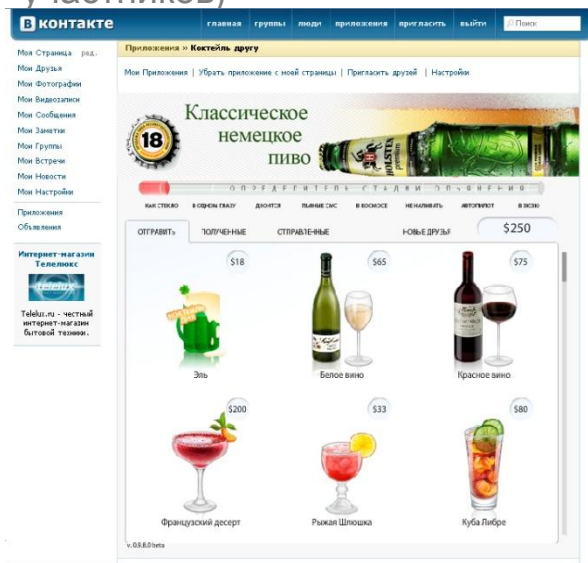 участников)
В контакте
главная группы люди приложения пригласить выйти Поиск
Моя Страница ред.
Мои Друзья
Мои Фотографии
Мои Видеозаписи
Мои Сообщения
Мои Заметки
Мои Группы
Мои Встречи
Мои Новости
Мои Настройки
Приложения
Объявления
Интернет-магазин
Телелюкс
telelux
Telelux.ru - честный
интернет-магазин
бытовой техники.
Приложения » Коктейль другу
Мои Приложения | Убрать приложение с моей страницы | Пригласить друзей | Настройки
18
Классическое
немецкое
пиво
HOLSTEN
premium
ОПРЕДЕЛИТЕЛЬ СТАДИИ ОПЬЯНЕНИЯ
КАК СТЕКЛО В ОДНОМ ГЛАЗУ ДВОИТСЯ ПЬЯНЫЕ СМС В КОСМОСЕ НЕ НАЛИВАТЬ АВТОПИЛОТ
ОТПРАВИТЬ ПОЛУЧЕННЫЕ ОТПРАВЛЕННЫЕ НОВЫЕ ДРУЗЬЯ $250
$18 $65 $75
Эль Белое вино Красное вино
$200 $33 $80
Французский десерт Рыжая Шлюшка Куба Либре
v. 0.9.8.0 beta